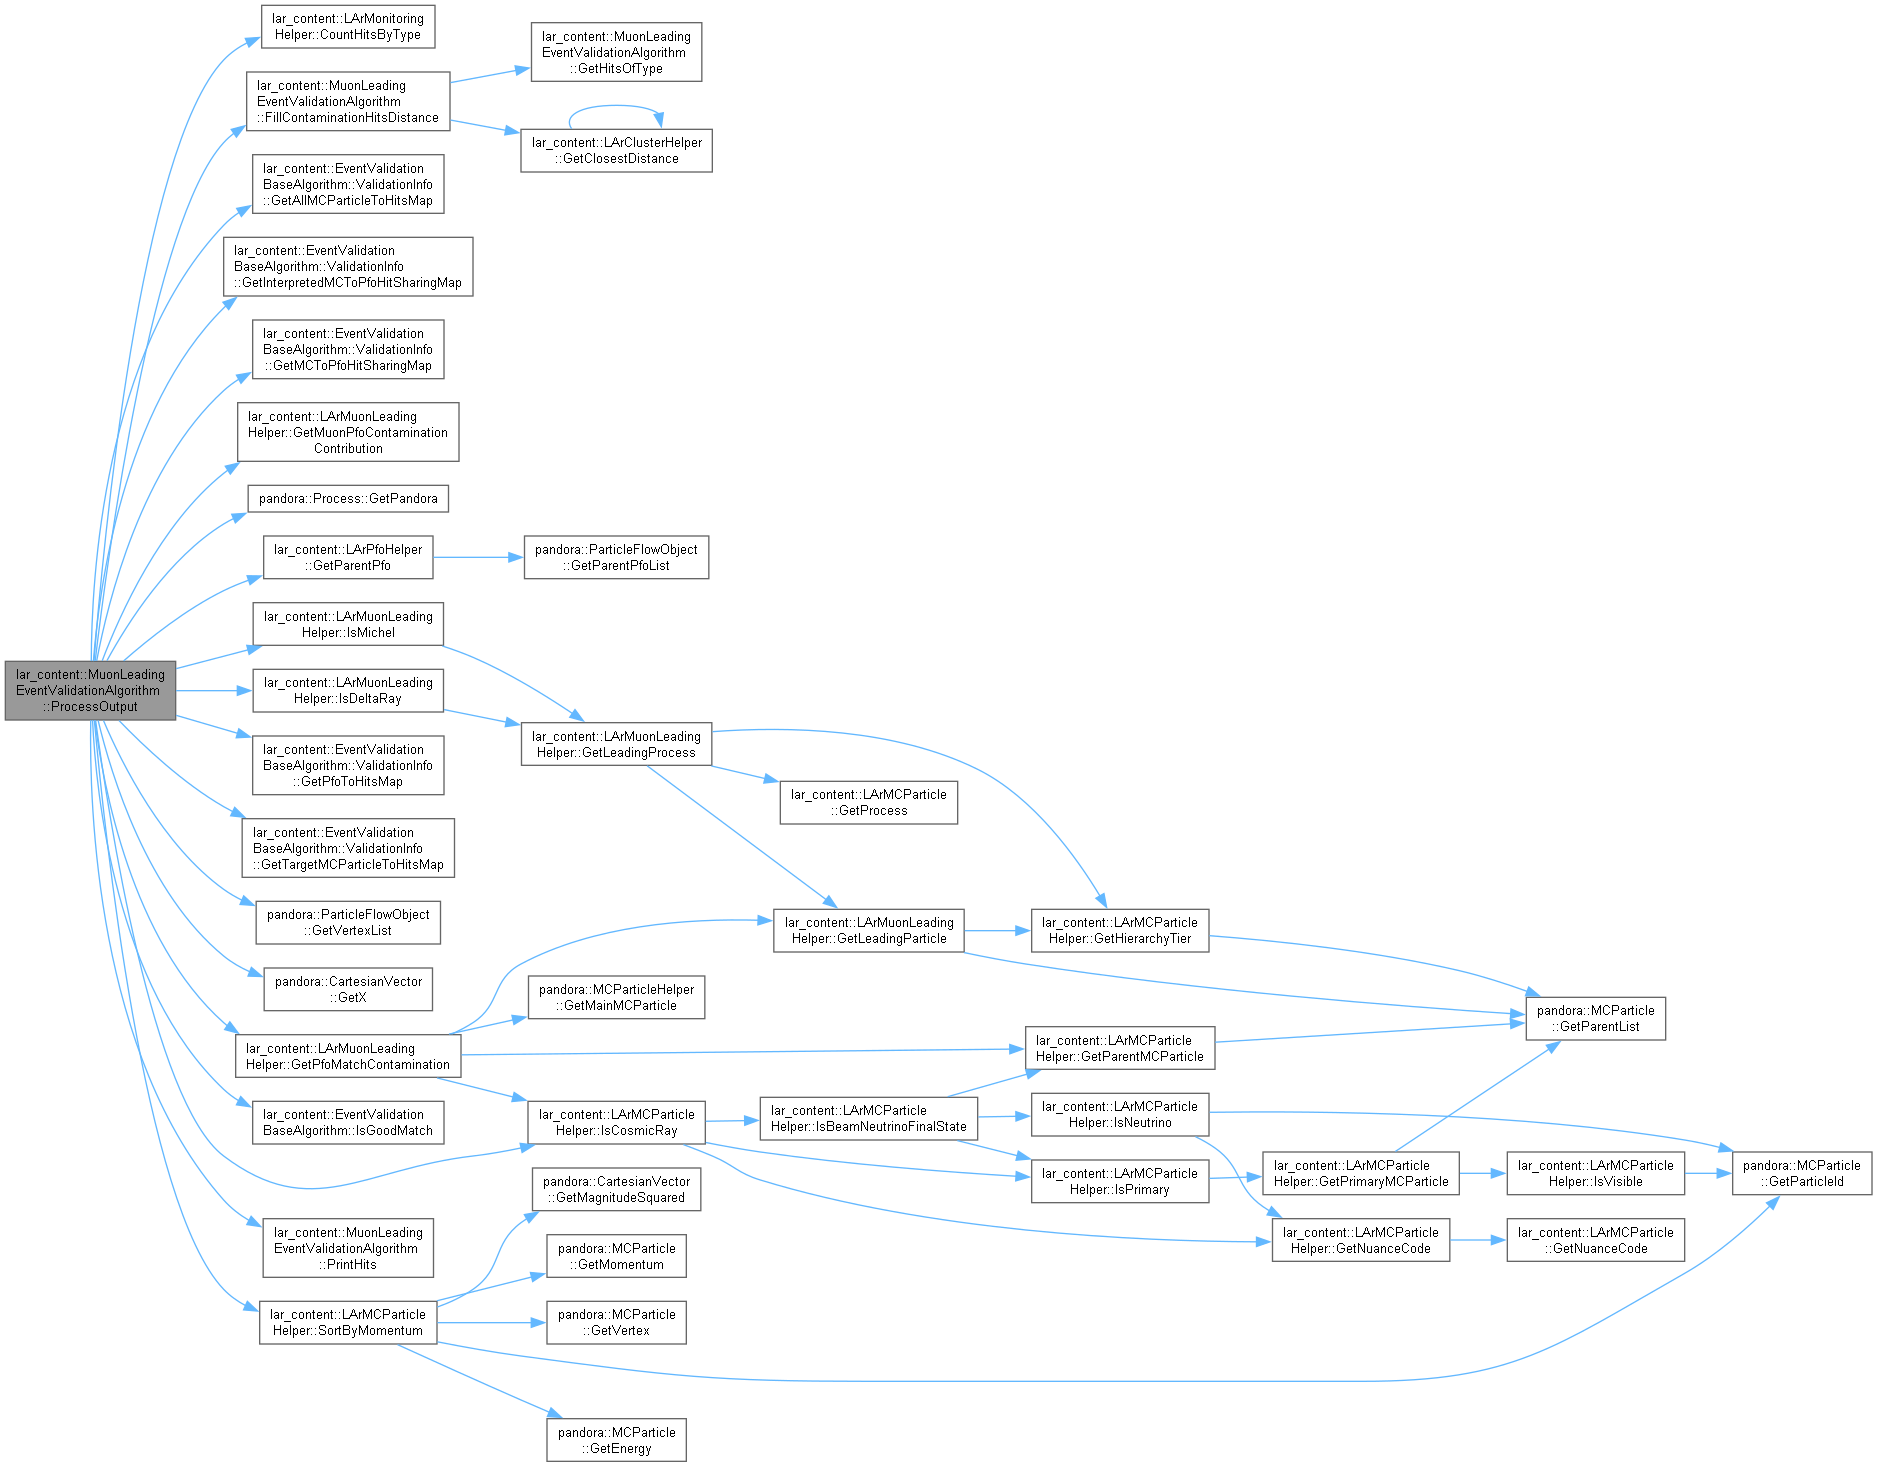 lar_content::MuonLeading
EventValidationAlgorithm
::ProcessOutput
lar_content::LArMonitoring
Helper::CountHitsByType
lar_content::MuonLeading
EventValidationAlgorithm
::FillContaminationHitsDistance
lar_content::MuonLeading
EventValidationAlgorithm
::GetHitsOfType
lar_content::LArClusterHelper
::GetClosestDistance
lar_content::EventValidation
BaseAlgorithm::ValidationInfo
::GetAllMCParticleToHitsMap
lar_content::EventValidation
BaseAlgorithm::ValidationInfo
::GetInterpretedMCToPfoHitSharingMap
lar_content::EventValidation
BaseAlgorithm::ValidationInfo
::GetMCToPfoHitSharingMap
lar_content::LArMuonLeading
Helper::GetMuonPfoContamination
Contribution
pandora::Process::GetPandora
lar_content::LArPfoHelper
::GetParentPfo
pandora::ParticleFlowObject
::GetParentPfoList
lar_content::LArMuonLeading
Helper::IsMichel
lar_content::LArMuonLeading
Helper::IsDeltaRay
lar_content::LArMuonLeading
Helper::GetLeadingProcess
lar_content::EventValidation
BaseAlgorithm::ValidationInfo
::GetPfoToHitsMap
lar_content::LArMCParticle
::GetProcess
lar_content::EventValidation
BaseAlgorithm::ValidationInfo
::GetTargetMCParticleToHitsMap
pandora::ParticleFlowObject
::GetVertexList
lar_content::LArMuonLeading
Helper::GetLeadingParticle
lar_content::LArMCParticle
Helper::GetHierarchyTier
pandora::CartesianVector
::GetX
pandora::MCParticleHelper
::GetMainMCParticle
pandora::MCParticle
::GetParentList
lar_content::LArMuonLeading
Helper::GetPfoMatchContamination
lar_content::LArMCParticle
Helper::GetParentMCParticle
lar_content::EventValidation
BaseAlgorithm::IsGoodMatch
lar_content::LArMCParticle
Helper::IsCosmicRay
lar_content::LArMCParticle
Helper::IsBeamNeutrinoFinalState
lar_content::LArMCParticle
Helper::IsNeutrino
lar_content::LArMCParticle
Helper::IsPrimary
lar_content::LArMCParticle
Helper::GetPrimaryMCParticle
lar_content::LArMCParticle
Helper::IsVisible
pandora::MCParticle
::GetParticleId
pandora::CartesianVector
::GetMagnitudeSquared
lar_content::MuonLeading
EventValidationAlgorithm
::PrintHits
lar_content::LArMCParticle
Helper::GetNuanceCode
lar_content::LArMCParticle
::GetNuanceCode
pandora::MCParticle
::GetMomentum
lar_content::LArMCParticle
Helper::SortByMomentum
pandora::MCParticle
::GetVertex
pandora::MCParticle
::GetEnergy